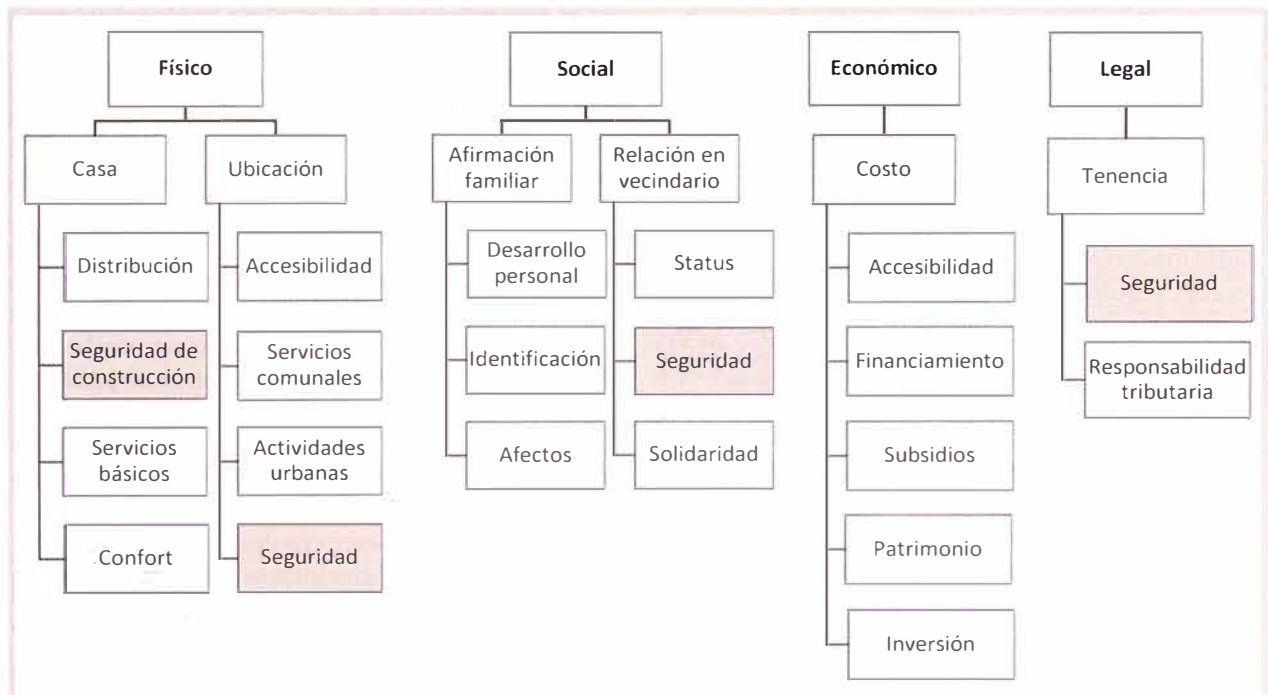 Físico
Casa
Distribución
Seguridad de
construcción
Servicios
básicos
Confort
Ubicación
Accesibilidad
Servicios
comunales
Actividades
urbanas
Seguridad
Social
Afirmación
familiar
Desarrollo
personal
Identificación
Afectos
Relación en
vecindario
Status
Seguridad
Solidaridad
Económico
Costo
Accesibilidad
Financiamiento
Subsidios
Patrimonio
Inversión
Legal
Tenencia
Seguridad
Responsabilidad
tributaria